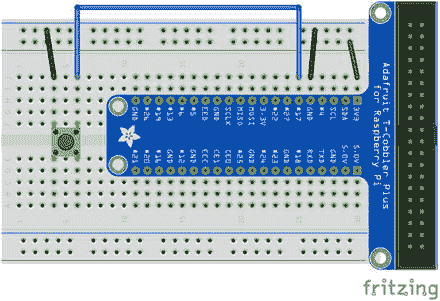 Adafruit T-Cobbler Plus
for Raspberry Pi
GND #26 #19 #13 #6 #5 EED GND SCLK MISO MOSI 3.3V #22 #27 #17 GND #4 SCL SDA 3V3
#21 #20 #16 GND #12 GND CE1 CE0 #25 GND #24 #23 GND #18 RXD TXD GND 5.0V 5.0V
fritzing